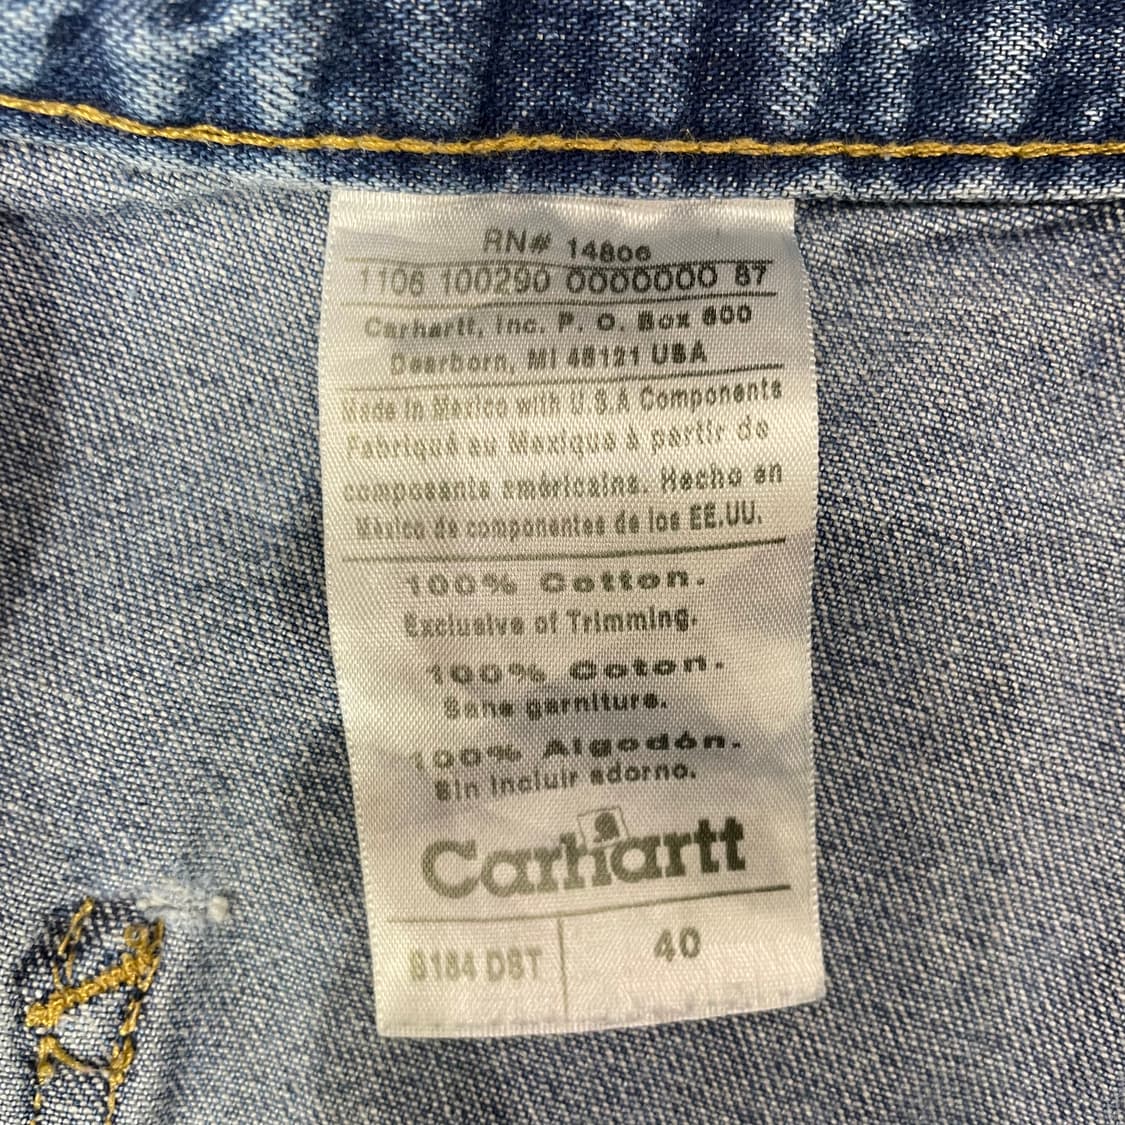 RN# 14806
1106 100290 0000000 87
Carhartt, Inc. P. O. Box 600
Dearborn, MI 48121 USA
Made in Mexico with U.S.A Components
Fabriqué au Mexique à partir de
composants américains. Hecho en
México de componentes de los EE.UU.
100% Cotton.
Exclusive of Trimming.
100% Coton.
Sans garniture.
100% Algodón.
Sin incluir adorno.
Carhartt
B184 DST
40